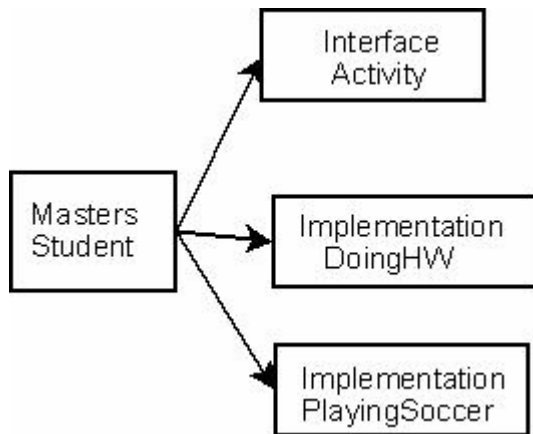 Interface
Activity
Masters
Student
Implementation
DoingHW
Implementation
PlayingSoccer